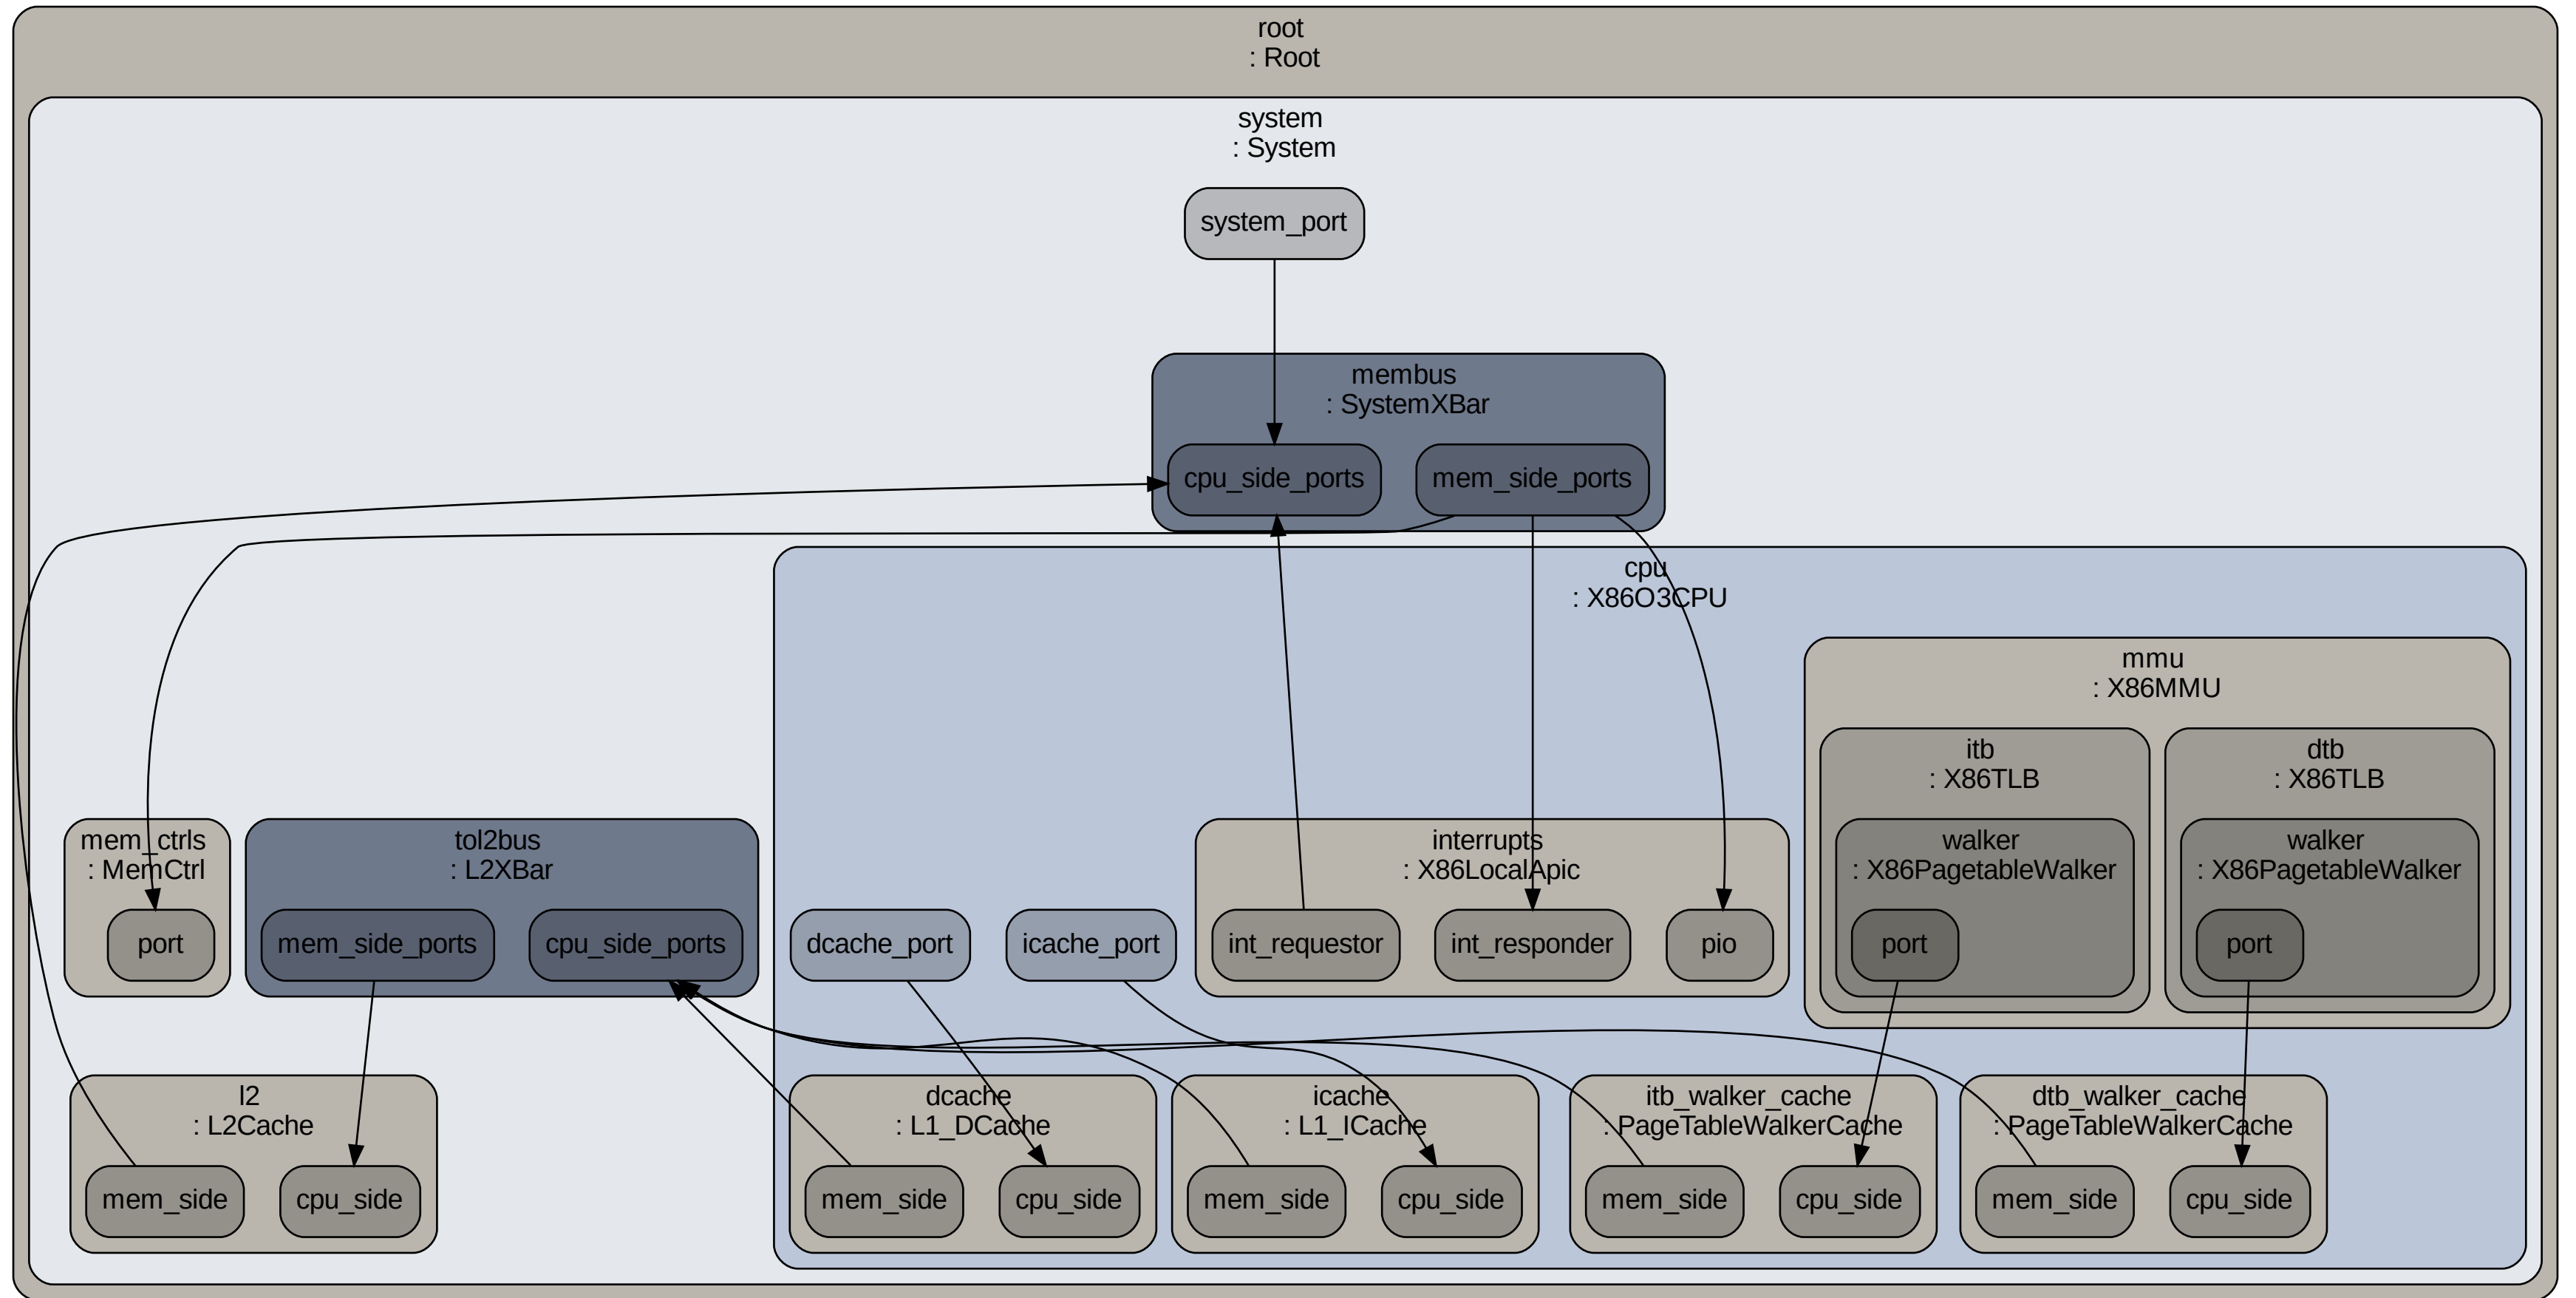 root
: Root
system
: System
system_port
membus
: SystemXBar
cpu_side_ports
mem_side_ports
cpu
: X86O3CPU
mmu
: X86MMU
itb
: X86TLB
dtb
: X86TLB
mem_ctrls
: MemCtrl
port
tol2bus
: L2XBar
mem_side_ports
cpu_side_ports
dcache_port
icache_port
interrupts
: X86LocalApic
int_requestor
int_responder
pio
walker
: X86PagetableWalker
port
walker
: X86PagetableWalker
port
l2
: L2Cache
mem_side
cpu_side
dcache
: L1_DCache
mem_side
cpu_side
icache
: L1_ICache
mem_side
cpu_side
itb_walker_cache
: PageTableWalkerCache
mem_side
cpu_side
dtb_walker_cache
: PageTableWalkerCache
mem_side
cpu_side